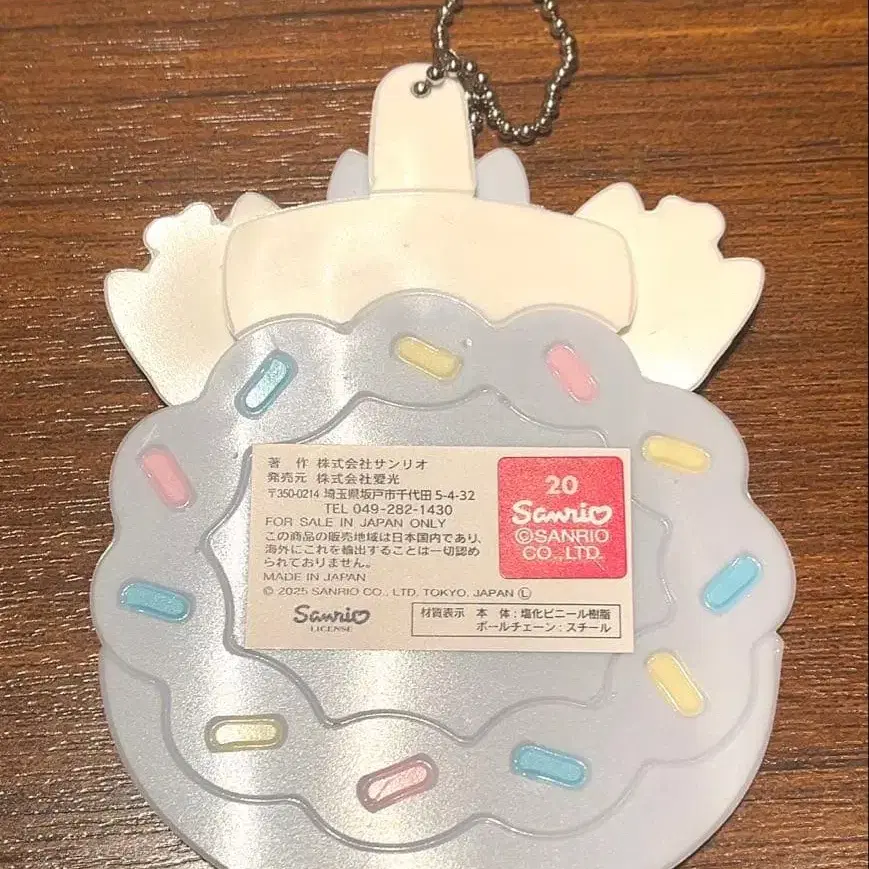 著 作 株式会社サンリオ
発売元 株式会社愛光
〒350-0214 埼玉県坂戸市千代田 5-4-32
TEL 049-282-1430
FOR SALE IN JAPAN ONLY
この商品の販売地域は日本国内であり、
海外にこれを輸出することは一切認め
られておりません。
MADE IN JAPAN
© 2025 SANRIO CO., LTD. TOKYO, JAPAN Ⓛ
Sanrio
LICENSE
材質表示 本 体:塩化ビニール樹脂
ボールチェーン:スチール
20
Sanrio
©SANRIO
CO., LTD.